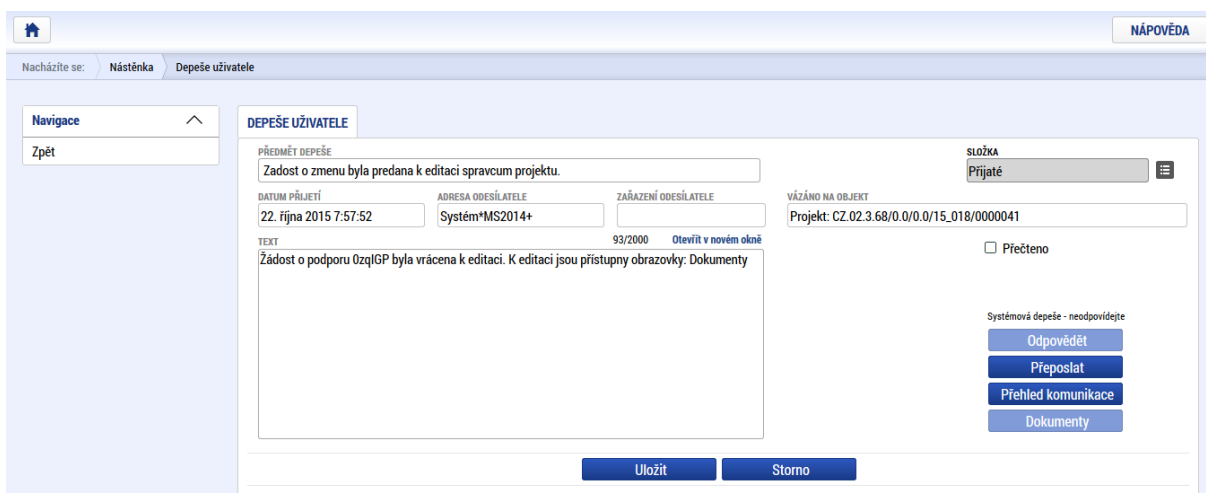 NÁPOVĚDA
Nacházíte se: Nástěnka Depeše uživatele
Navigace
Zpět
DEPEŠE UŽIVATELE
PŘEDMĚT DEPEŠE
Zadost o zmenu byla predana k editaci spravcum projektu.
SLOŽKA
Přijaté
DATUM PŘIJETÍ
22. října 2015 7:57:52
ADRESA ODESÍLATELE
Systém*MS2014+
ZAŘAZENÍ ODESÍLATELE
VÁZÁNO NA OBJEKT
Projekt: CZ.02.3.68/0.0/0.0/15_018/0000041
TEXT
93/2000 Otevřít v novém okně
Žádost o podporu 0zqIGP byla vrácena k editaci. K editaci jsou přístupny obrazovky: Dokumenty
Přečteno
Systémová depeše - neodpovídejte
Odpovědět
Přeposlat
Přehled komunikace
Dokumenty
Uložit
Storno